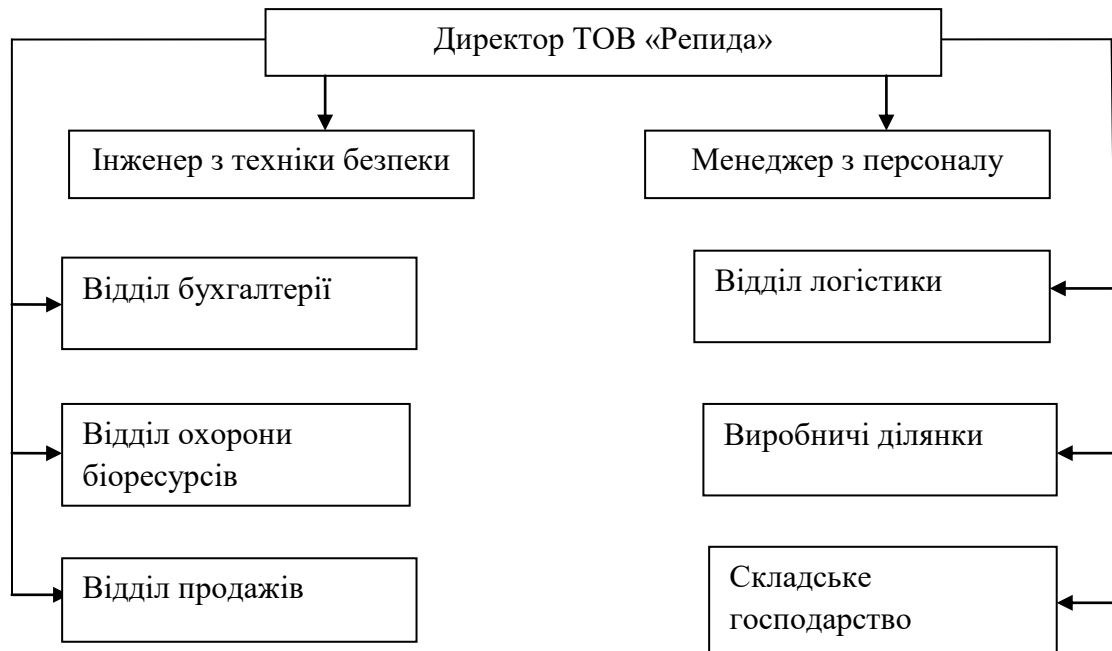 Директор ТОВ «Репида»
Інженер з техніки безпеки
Менеджер з персоналу
Відділ бухгалтерії
Відділ логістики
Відділ охорони
біоресурсів
Виробничі ділянки
Відділ продажів
Складське
господарство